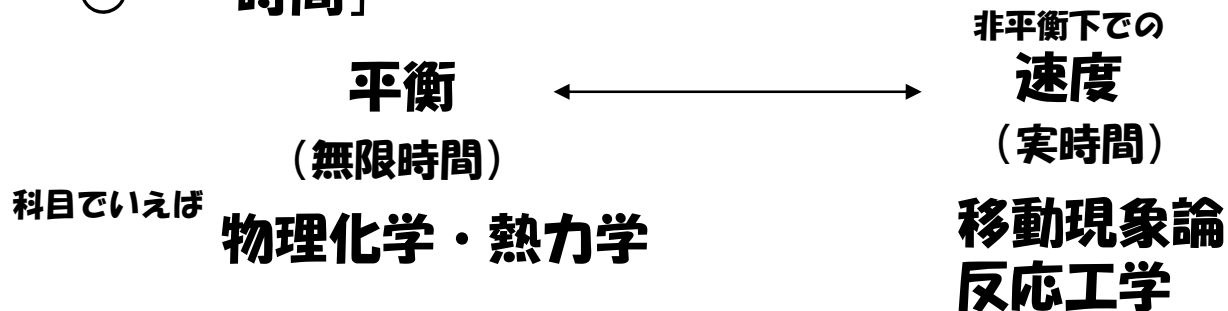 時間］
平衡
（無限時間）
非平衡下での
速度
（実時間）
科目でいえば
物理化学・熱力学
移動現象論
反応工学